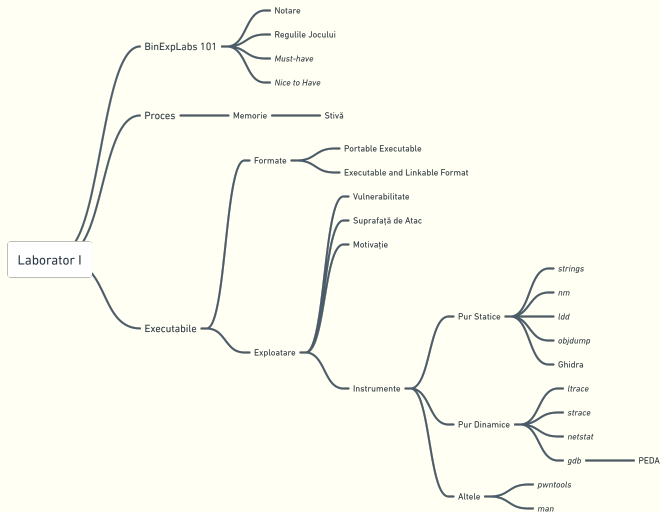 Laborator I
BinExpLabs 101
Notare
Regulile Jocului
Must-have
Nice to Have
Proces
Memorie
Stivă
Executabile
Formate
Portable Executable
Executable and Linkable Format
Exploatare
Vulnerabilitate
Suprafață de Atac
Motivație
Instrumente
Pur Statice
strings
nm
ldd
objdump
Ghidra
Pur Dinamice
ltrace
strace
netstat
gdb
PEDA
Altele
pwntools
man